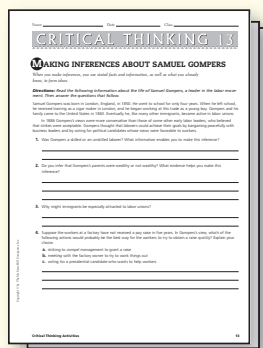 Name Date Class
CRITICAL THINKING 13
MAKING INFERENCES ABOUT SAMUEL GOMPERS
When you make inferences, you use stated facts and information, as well as what you already
know, to form ideas.
Directions: Read the following information about the life of Samuel Gompers, a leader in the labor move-
ment. Then answer the questions that follow.
Samuel Gompers was born in London, England, in 1850. He went to school for only four years. When he left school,
he received training as a cigar maker in London, and he began working at this trade as a young boy. Gompers and his
family came to the United States in 1863. Eventually he, like many other immigrants, became active in labor unions.
In 1886 Gompers's views were more conservative than those of some other early labor leaders, who believed
that strikes were acceptable. Gompers thought that laborers could achieve their goals by bargaining peacefully with
business leaders and by voting for political candidates whose views were favorable to workers.
1. Was Gompers a skilled or an unskilled laborer? What information enables you to make this inference?
2. Do you infer that Gompers's parents were wealthy or not wealthy? What evidence helps you make this
inference?
3. Why might immigrants be especially attracted to labor unions?
4. Suppose the workers at a factory have not received a pay raise in five years. In Gompers's view, which of the
following actions would probably be the best way for the workers to try to obtain a raise quickly? Explain your
choice.
a. striking to compel management to grant a raise
b. meeting with the factory owner to try to work things out
c. voting for a presidential candidate who wants to help workers
Critical Thinking Activities 13